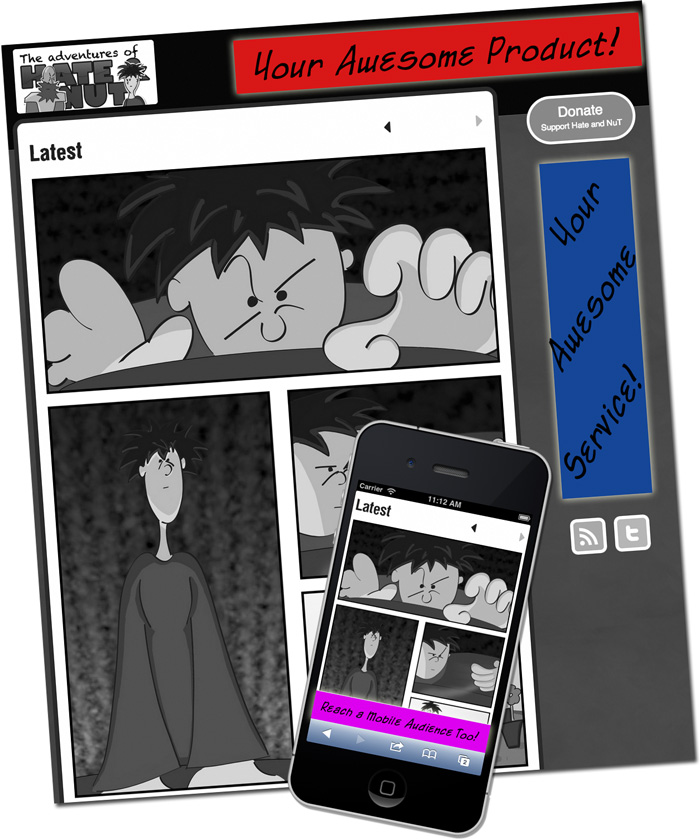 The adventures of
HATE
NUT
Your Awesome Product!
Donate
Support Hate and NuT
Latest
Your
Awesome
Service!
Carrier
11:12 AM
Latest
Reach a Mobile Audience Too!
2